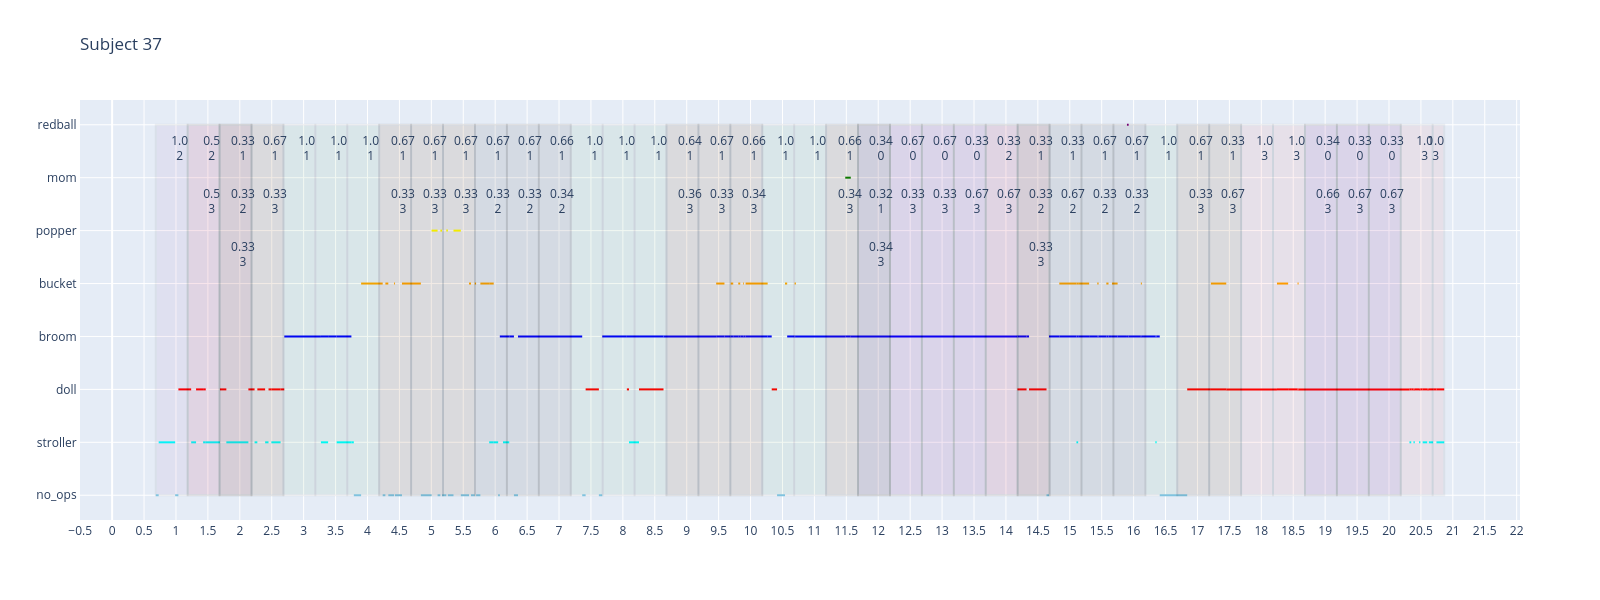 Subject 37
redball
1.0 0.5 0.33 0.67 1.0 1.0 1.0 0.67 0.67 0.67 0.67 0.67 0.66 1.0 1.0 1.0 0.64 0.67 0.66 1.0 1.0 0.66 0.34 0.67 0.67 0.33 0.33 0.33 0.33 0.67 0.67 1.0 0.67 0.33 1.0 1.0 0.34 0.33 0.33 1.0 1.0
2 2 1 1 1 1 1 1 1 1 1 1 1 1 1 1 1 1 1 1 1 1 0 0 0 0 2 1 1 1 1 1 1 1 3 3 0 0 0 3 3
mom
0.5 0.33 0.33 0.33 0.33 0.33 0.33 0.33 0.34 0.36 0.33 0.34 0.34 0.32 0.33 0.33 0.67 0.67 0.33 0.67 0.33 0.33 0.33 0.67 0.66 0.67 0.67
3 2 3 3 3 3 2 2 2 3 3 3 3 1 3 3 3 3 2 2 2 2 3 3 3 3 3
popper
0.33 0.34 0.33
3 3 3
bucket
broom
doll
stroller
no_ops
−0.5 0 0.5 1 1.5 2 2.5 3 3.5 4 4.5 5 5.5 6 6.5 7 7.5 8 8.5 9 9.5 10 10.5 11 11.5 12 12.5 13 13.5 14 14.5 15 15.5 16 16.5 17 17.5 18 18.5 19 19.5 20 20.5 21 21.5 22